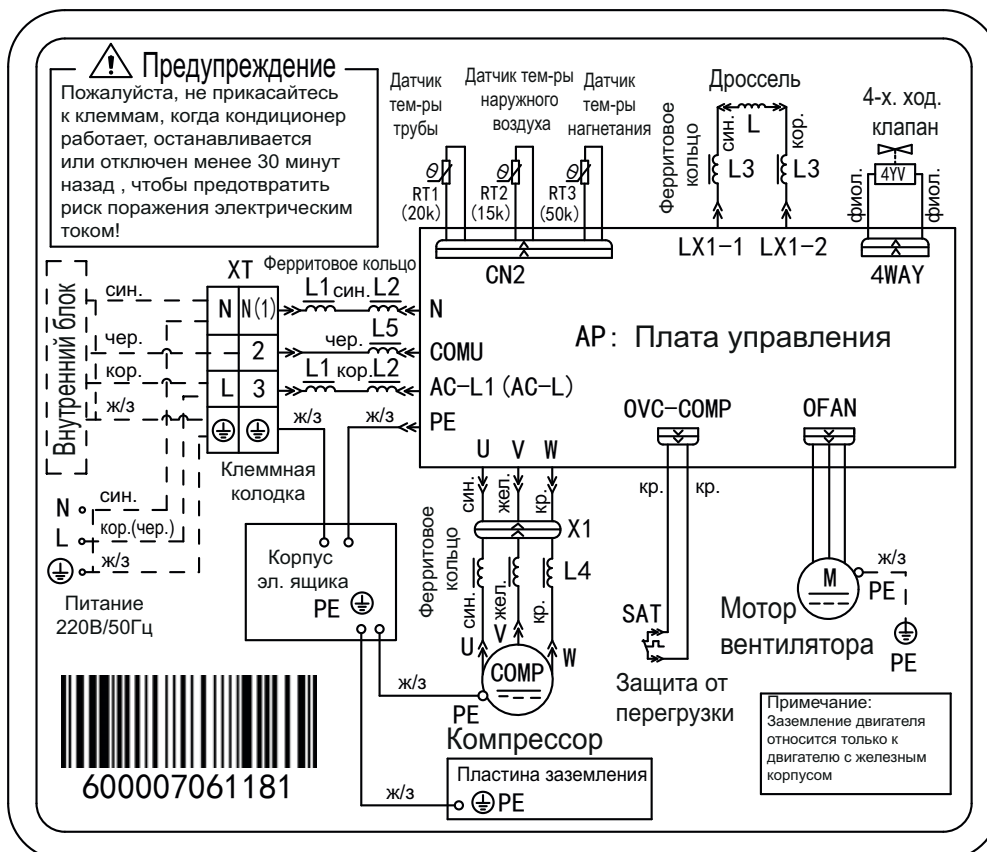 Предупреждение
Пожалуйста, не прикасайтесь
к клеммам, когда кондиционер
работает, останавливается
или отключен менее 30 минут
назад , чтобы предотвратить
риск поражения электрическим
током!
Датчик
тем-ры
трубы
Датчик тем-ры
наружного
воздуха
Датчик
тем-ры
нагнетания
RT1
(20k)
RT2
(15k)
RT3
(50k)
CN2
Дроссель
L
Ферритовое
кольцо
син.
кор.
L3
L3
LX1-1
LX1-2
4-х. ход.
клапан
4YV
фиол.
фиол.
4WAY
AP: Плата управления
Внутренний блок
син.
чер.
кор.
ж/з
XT
N
N(1)
2
L
3
Клеммная
колодка
Ферритовое кольцо
L1
син.
L2
N
чер.
L5
COMU
L1
кор.
L2
AC-L1 (AC-L)
ж/з
ж/з
PE
U
V
W
OVC-COMP
OFAN
N
син.
L
кор.(чер.)
ж/з
Питание
220В/50Гц
Корпус
эл. ящика
PE
син.
жел.
кр.
X1
Ферритовое
кольцо
L4
син.
жел.
кр.
U
V
W
COMP
ж/з
PE
Компрессор
кр.
кр.
SAT
Защита от
перегрузки
M
ж/з
PE
PE
Мотор
вентилятора
Примечание:
Заземление двигателя
относится только к
двигателю с железным
корпусом
ж/з
Пластина заземления
PE
600007061181